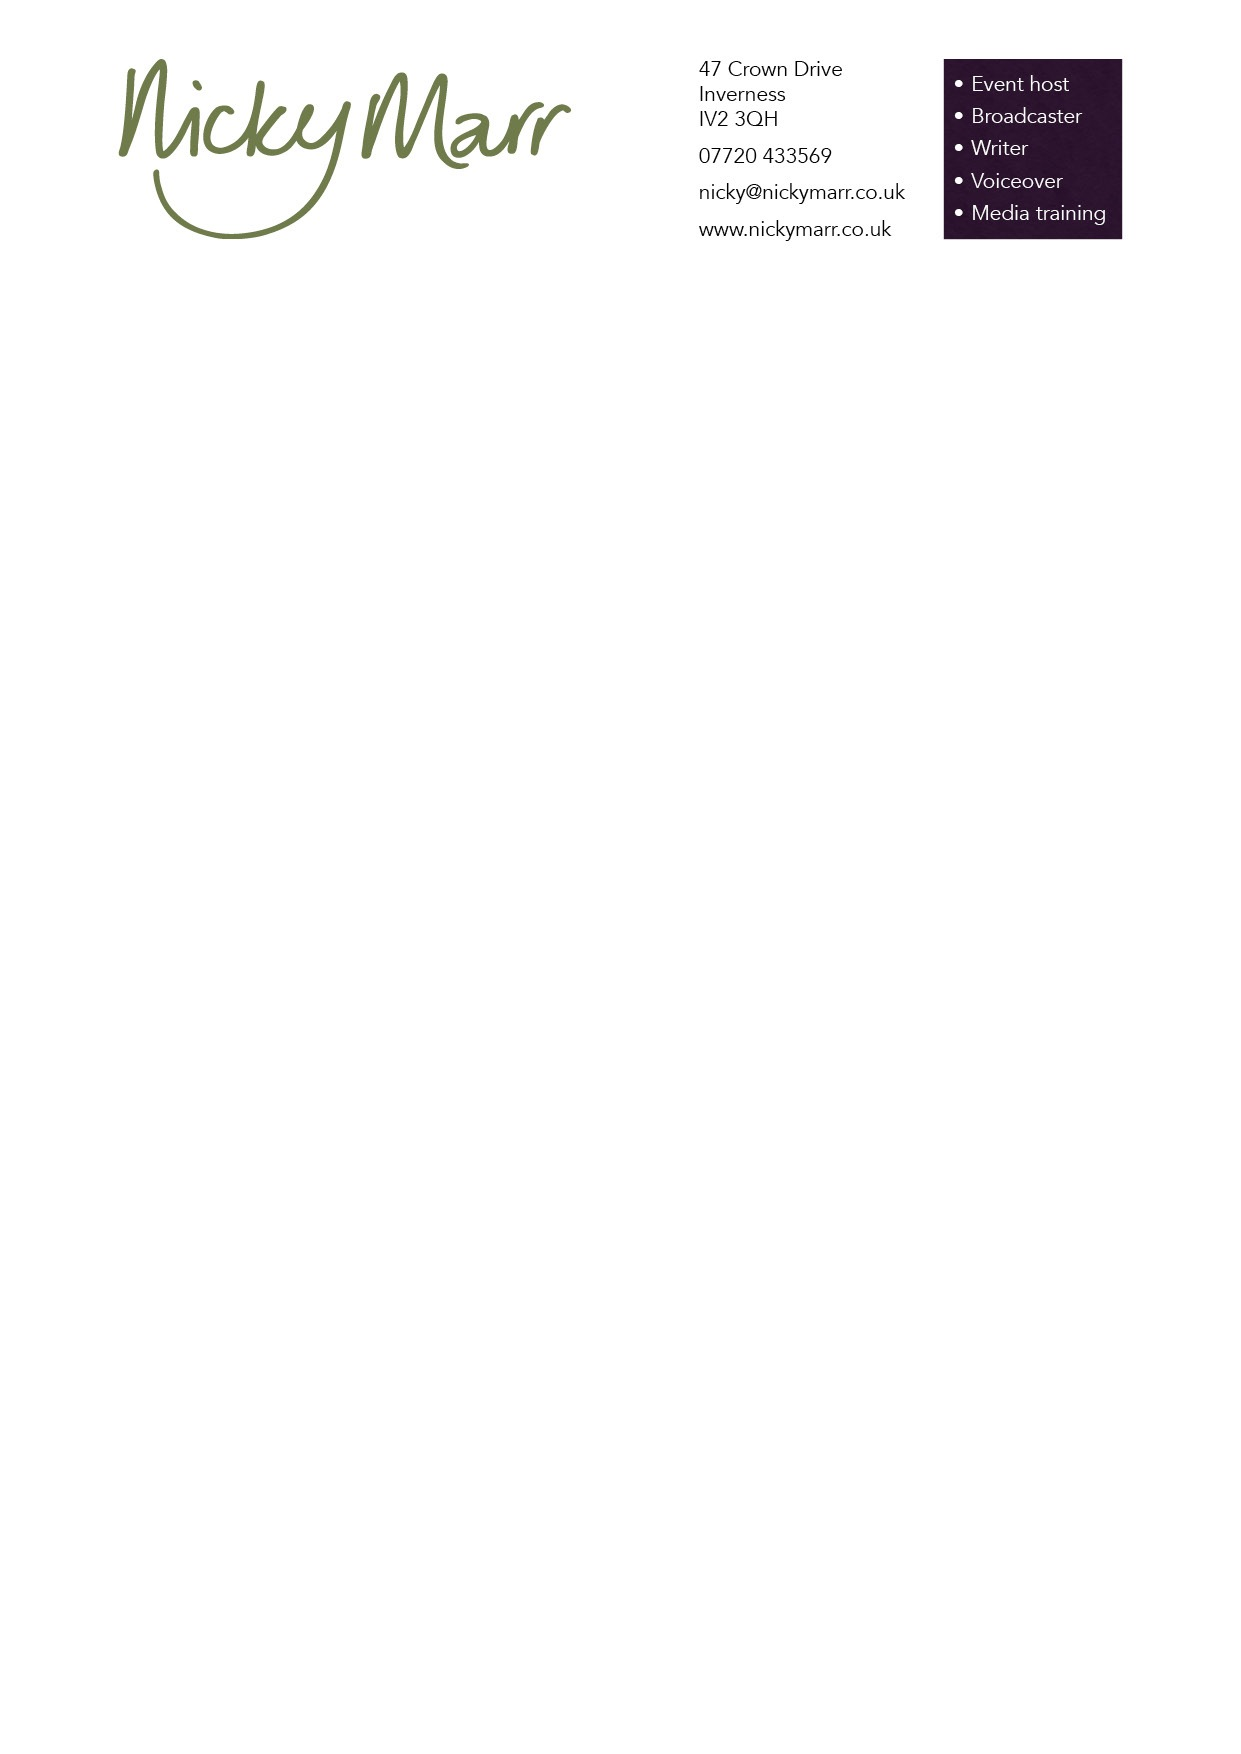 Nicky Marr
47 Crown Drive
Inverness
IV2 3QH
07720 433569
nicky@nickymarr.co.uk
www.nickymarr.co.uk
• Event host
• Broadcaster
• Writer
• Voiceover
• Media training